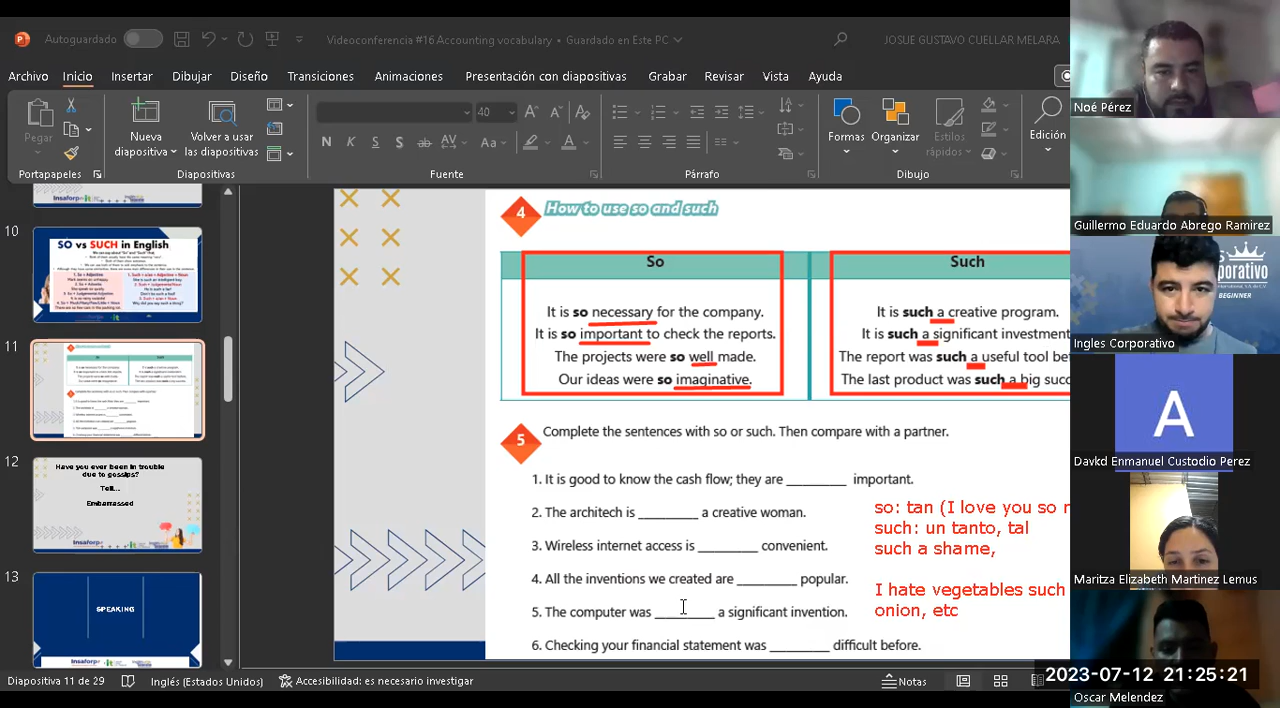 Autoguardado
Videoconferencia #16 Accounting vocabulary • Guardado en Este PC
JOSUE GUSTAVO CUELLAR MELARA
Archivo Inicio Insertar Dibujar Diseño Transiciones Animaciones Presentación con diapositivas Grabar Revisar Vista Ayuda
40
Pegar
Nueva diapositiva
Volver a usar las diapositivas
Formas
Organizar
Estilos rápidos
Edición
N K S S ab AV Aa A
Portapapeles
Diapositivas
Fuente
Párrafo
Dibujo
10
SO vs SUCH in English
11
12
Have you ever been in trouble
due to gossips?
Tell...
Embarrassed
13
SPEAKING
4
How to use so and such
So
It is so necessary for the company.
It is so important to check the reports.
The projects were so well made.
Our ideas were so imaginative.
Such
It is such a creative program.
It is such a significant investment
The report was such a useful tool be
The last product was such a big suc
5
Complete the sentences with so or such. Then compare with a partner.
1. It is good to know the cash flow; they are _________ important.
2. The architech is _________ a creative woman.
3. Wireless internet access is _________ convenient.
4. All the inventions we created are _________ popular.
5. The computer was _________ a significant invention.
6. Checking your financial statement was _________ difficult before.
so: tan (I love you so
such: un tanto, tal
such a shame,
I hate vegetables such
onion, etc
Diapositiva 11 de 29
Inglés (Estados Unidos)
Accesibilidad: es necesario investigar
Notas
Noé Pérez
Guillermo Eduardo Abrego Ramirez
BEGINNER
Ingles Corporativo
A
Davkd Enmanuel Custodio Perez
Maritza Elizabeth Martinez Lemus
2023-07-12 21:25:21
Oscar Melendez